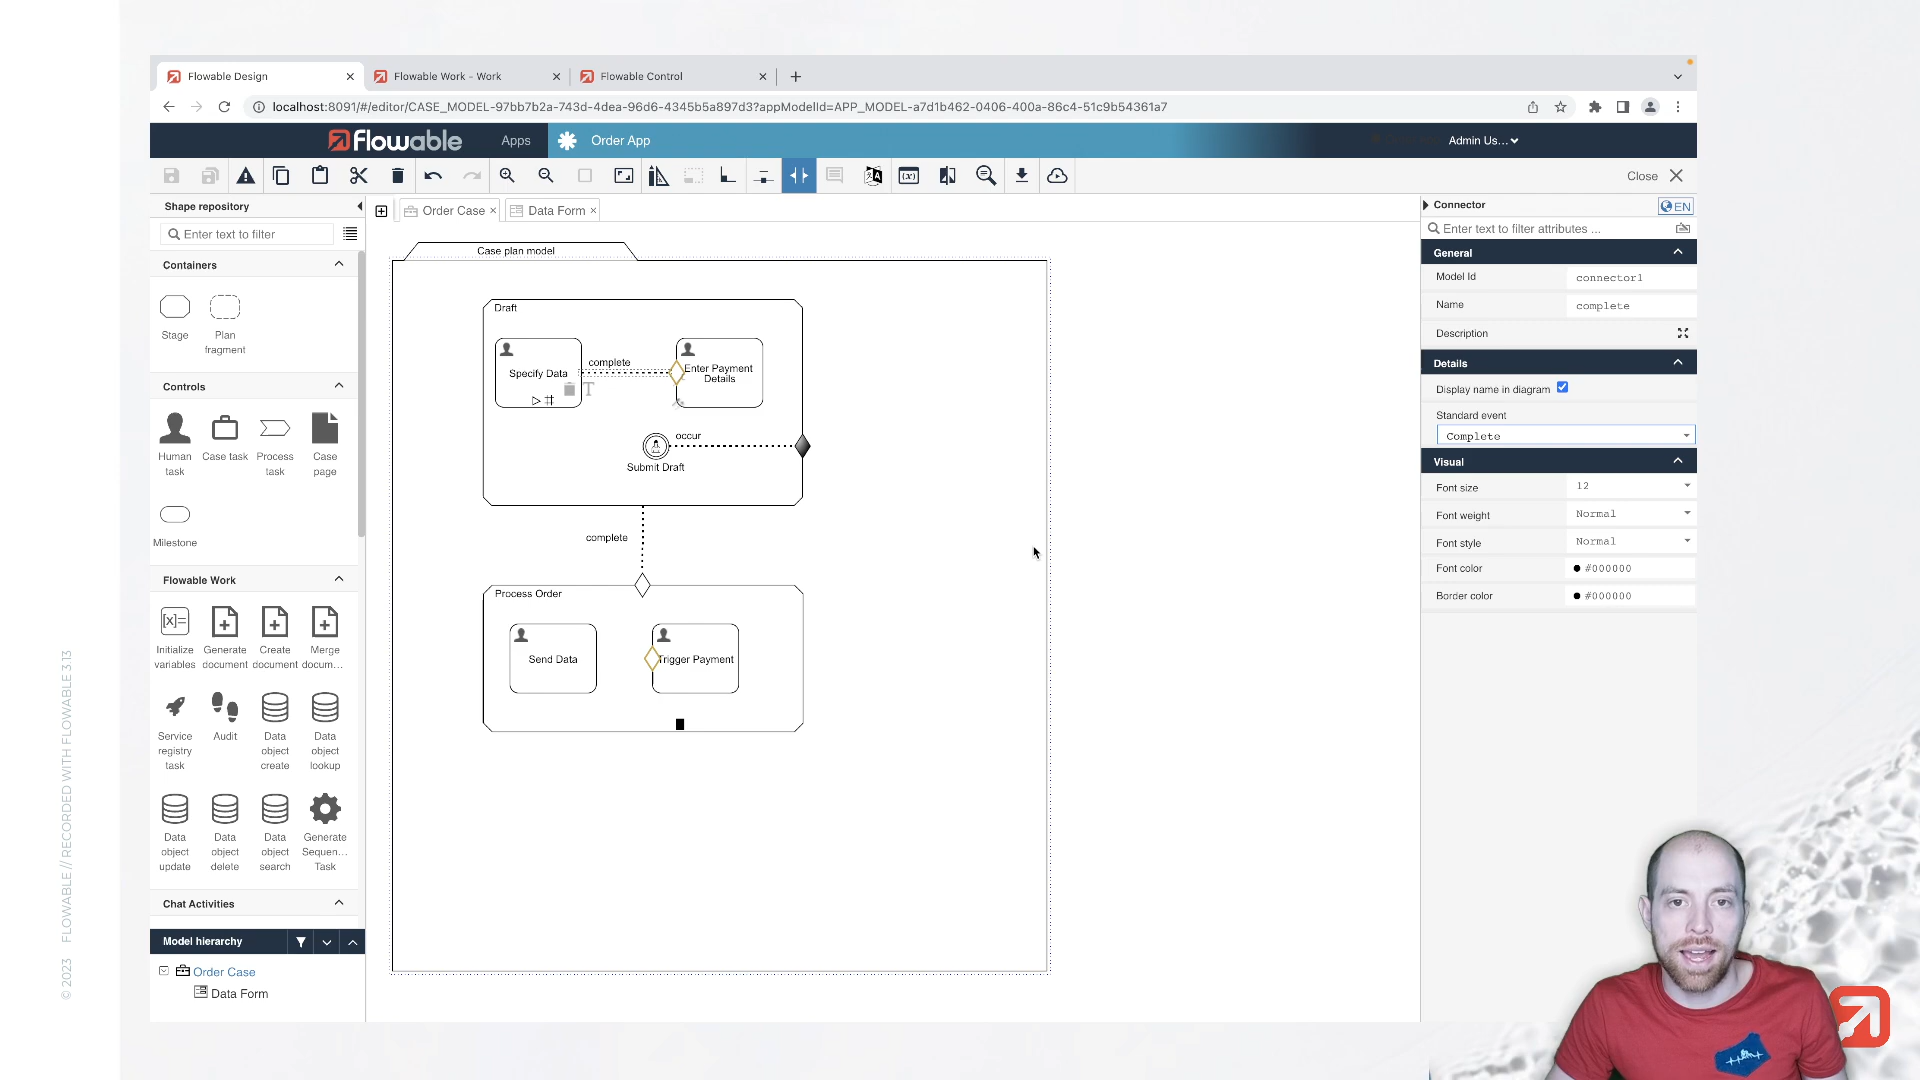 Flowable Design
Flowable Work - Work
Flowable Control
localhost:8091/#/editor/CASE_MODEL-97bb7b2a-743d-4dea-96d6-4345b5a897d3?appModelId=APP_MODEL-a7d1b462-0406-400a-86c4-51c9b54361a7
Flowable
Apps
Order App
Admin Us...
Close
Shape repository
Enter text to filter
Containers
Stage
Plan
fragment
Controls
Human
task
Case task
Process
task
Case
page
Milestone
Flowable Work
Initialize
variables
Generate
document
Create
document
Merge
docum...
Service
registry
task
Audit
Data
object
create
Data
object
lookup
Data
object
update
Data
object
delete
Data
object
search
Generate
Sequen...
Task
Chat Activities
Model hierarchy
Order Case
Data Form
Order Case
Data Form
Case plan model
Draft
Specify Data
complete
Enter Payment
Details
occur
Submit Draft
complete
Process Order
Send Data
Trigger Payment
Connector
EN
Enter text to filter attributes ...
General
Model Id
connector1
Name
complete
Description
Details
Display name in diagram
Standard event
Complete
Visual
Font size
12
Font weight
Normal
Font style
Normal
Font color
#000000
Border color
#000000
© 2023 FLOWABLE // RECORDED WITH FLOWABLE 3.13